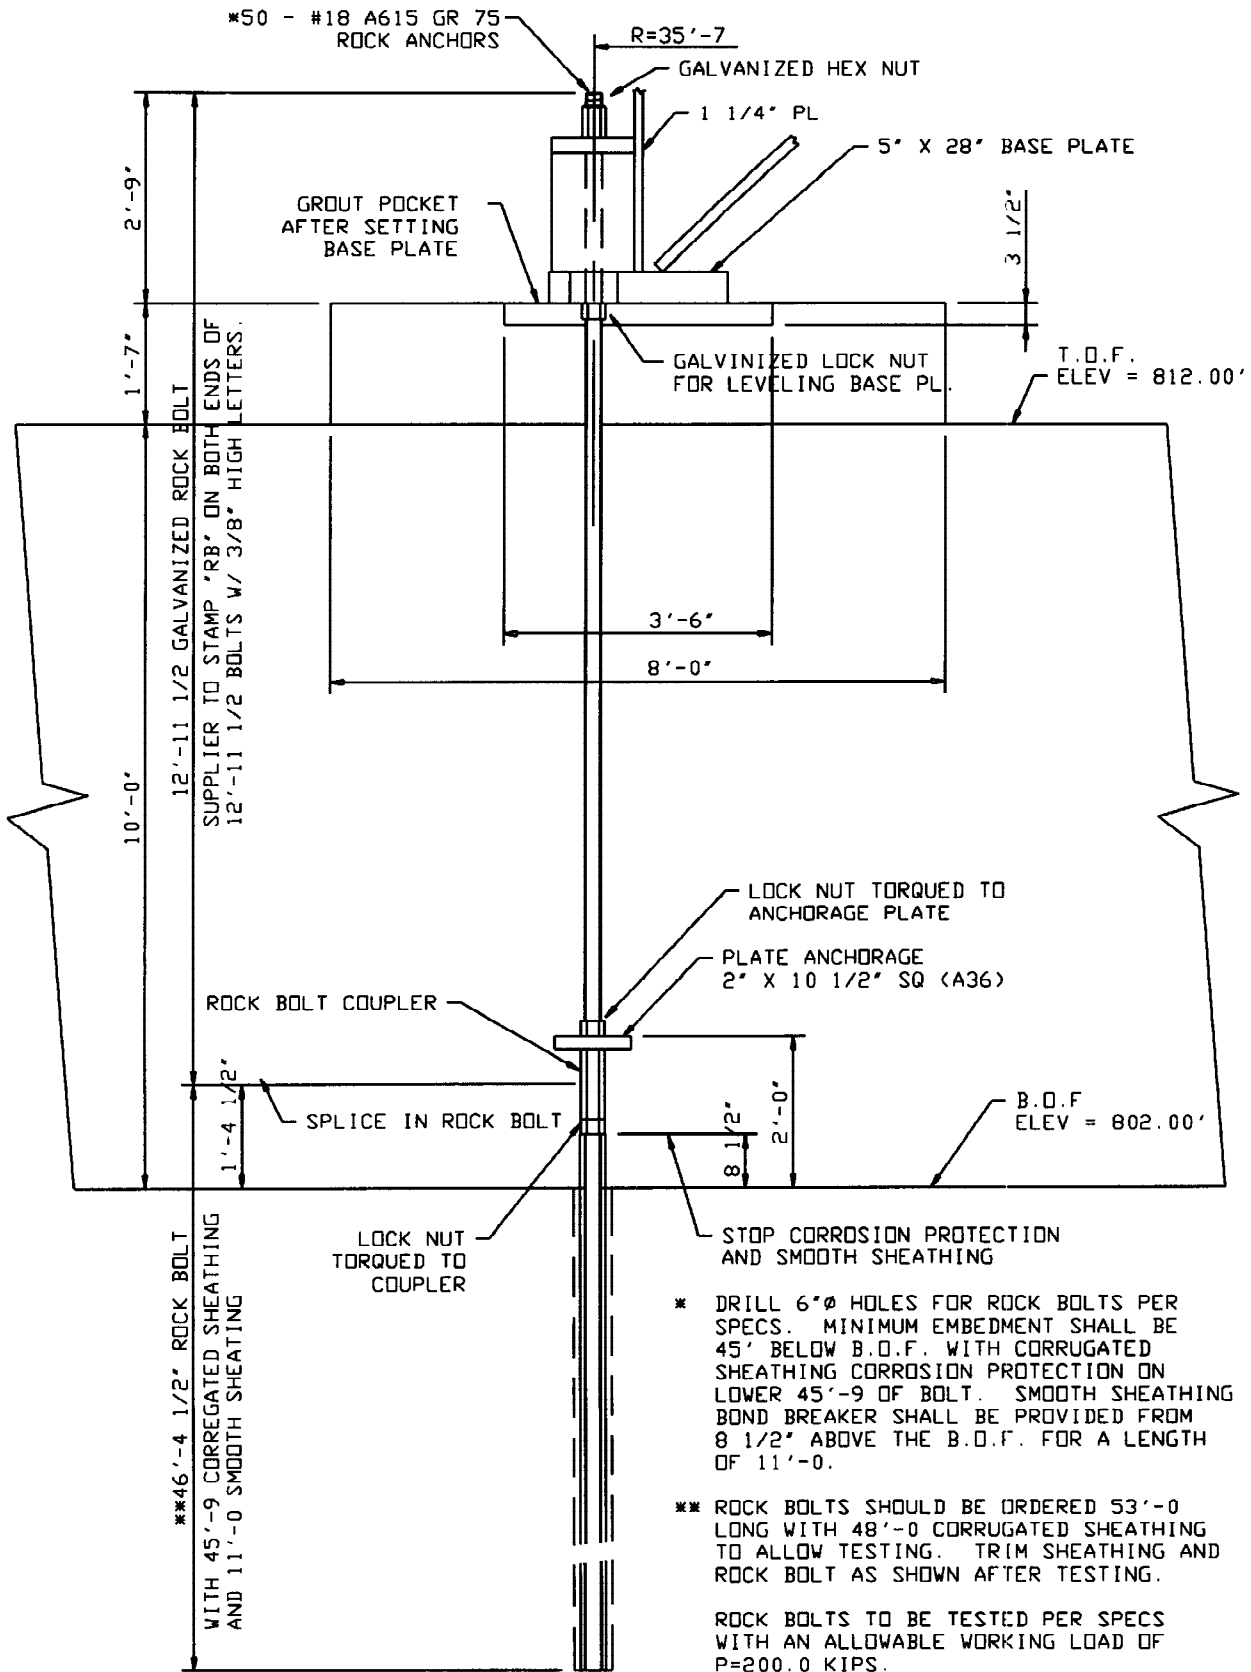 *50 - #18 A615 GR 75
ROCK ANCHORS
R=35'-7
GALVANIZED HEX NUT
1 1/4" PL
5" X 28" BASE PLATE
2'-9"
GROUT POCKET
AFTER SETTING
BASE PLATE
3 1/2"
1'-7"
GALVINIZED LOCK NUT
FOR LEVELING BASE PL.
T.O.F.
ELEV = 812.00'
12'-11 1/2 GALVANIZED ROCK BOLT
SUPPLIER TO STAMP "RB" ON BOTH ENDS OF
12'-11 1/2 BOLTS W/ 3/8" HIGH LETTERS.
3'-6"
8'-0"
10'-0"
LOCK NUT TORQUED TO
ANCHORAGE PLATE
PLATE ANCHORAGE
2" X 10 1/2" SQ (A36)
ROCK BOLT COUPLER
SPLICE IN ROCK BOLT
1'-4 1/2"
8 1/2"
2'-0"
B.O.F
ELEV = 802.00'
LOCK NUT
TORQUED TO
COUPLER
STOP CORROSION PROTECTION
AND SMOOTH SHEATHING
**46'-4 1/2" ROCK BOLT
WITH 45'-9 CORREGATED SHEATHING
AND 11'-0 SMOOTH SHEATING
* DRILL 6"ø HOLES FOR ROCK BOLTS PER
SPECS. MINIMUM EMBEDMENT SHALL BE
45' BELOW B.O.F. WITH CORRUGATED
SHEATHING CORROSION PROTECTION ON
LOWER 45'-9 OF BOLT. SMOOTH SHEATHING
BOND BREAKER SHALL BE PROVIDED FROM
8 1/2" ABOVE THE B.O.F. FOR A LENGTH
OF 11'-0.
** ROCK BOLTS SHOULD BE ORDERED 53'-0
LONG WITH 48'-0 CORRUGATED SHEATHING
TO ALLOW TESTING. TRIM SHEATHING AND
ROCK BOLT AS SHOWN AFTER TESTING.
ROCK BOLTS TO BE TESTED PER SPECS
WITH AN ALLOWABLE WORKING LOAD OF
P=200.0 KIPS.